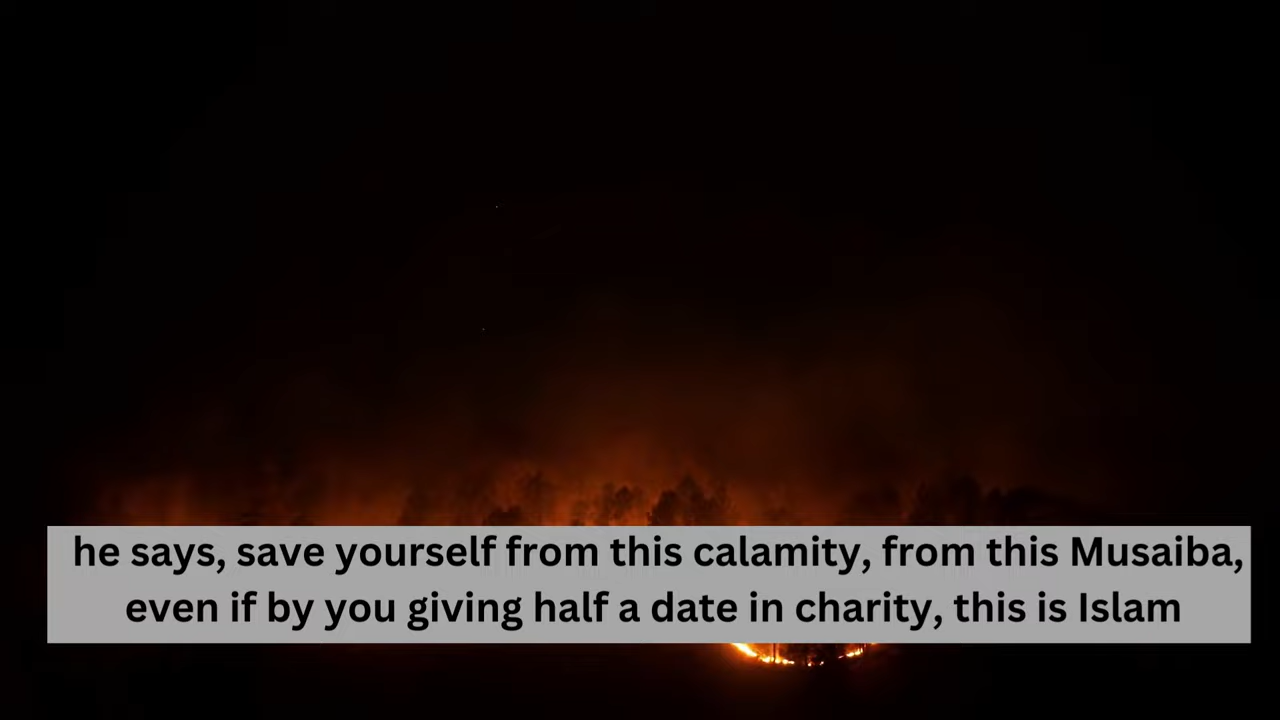 he says, save yourself from this calamity, from this Musaiba,
even if by you giving half a date in charity, this is Islam